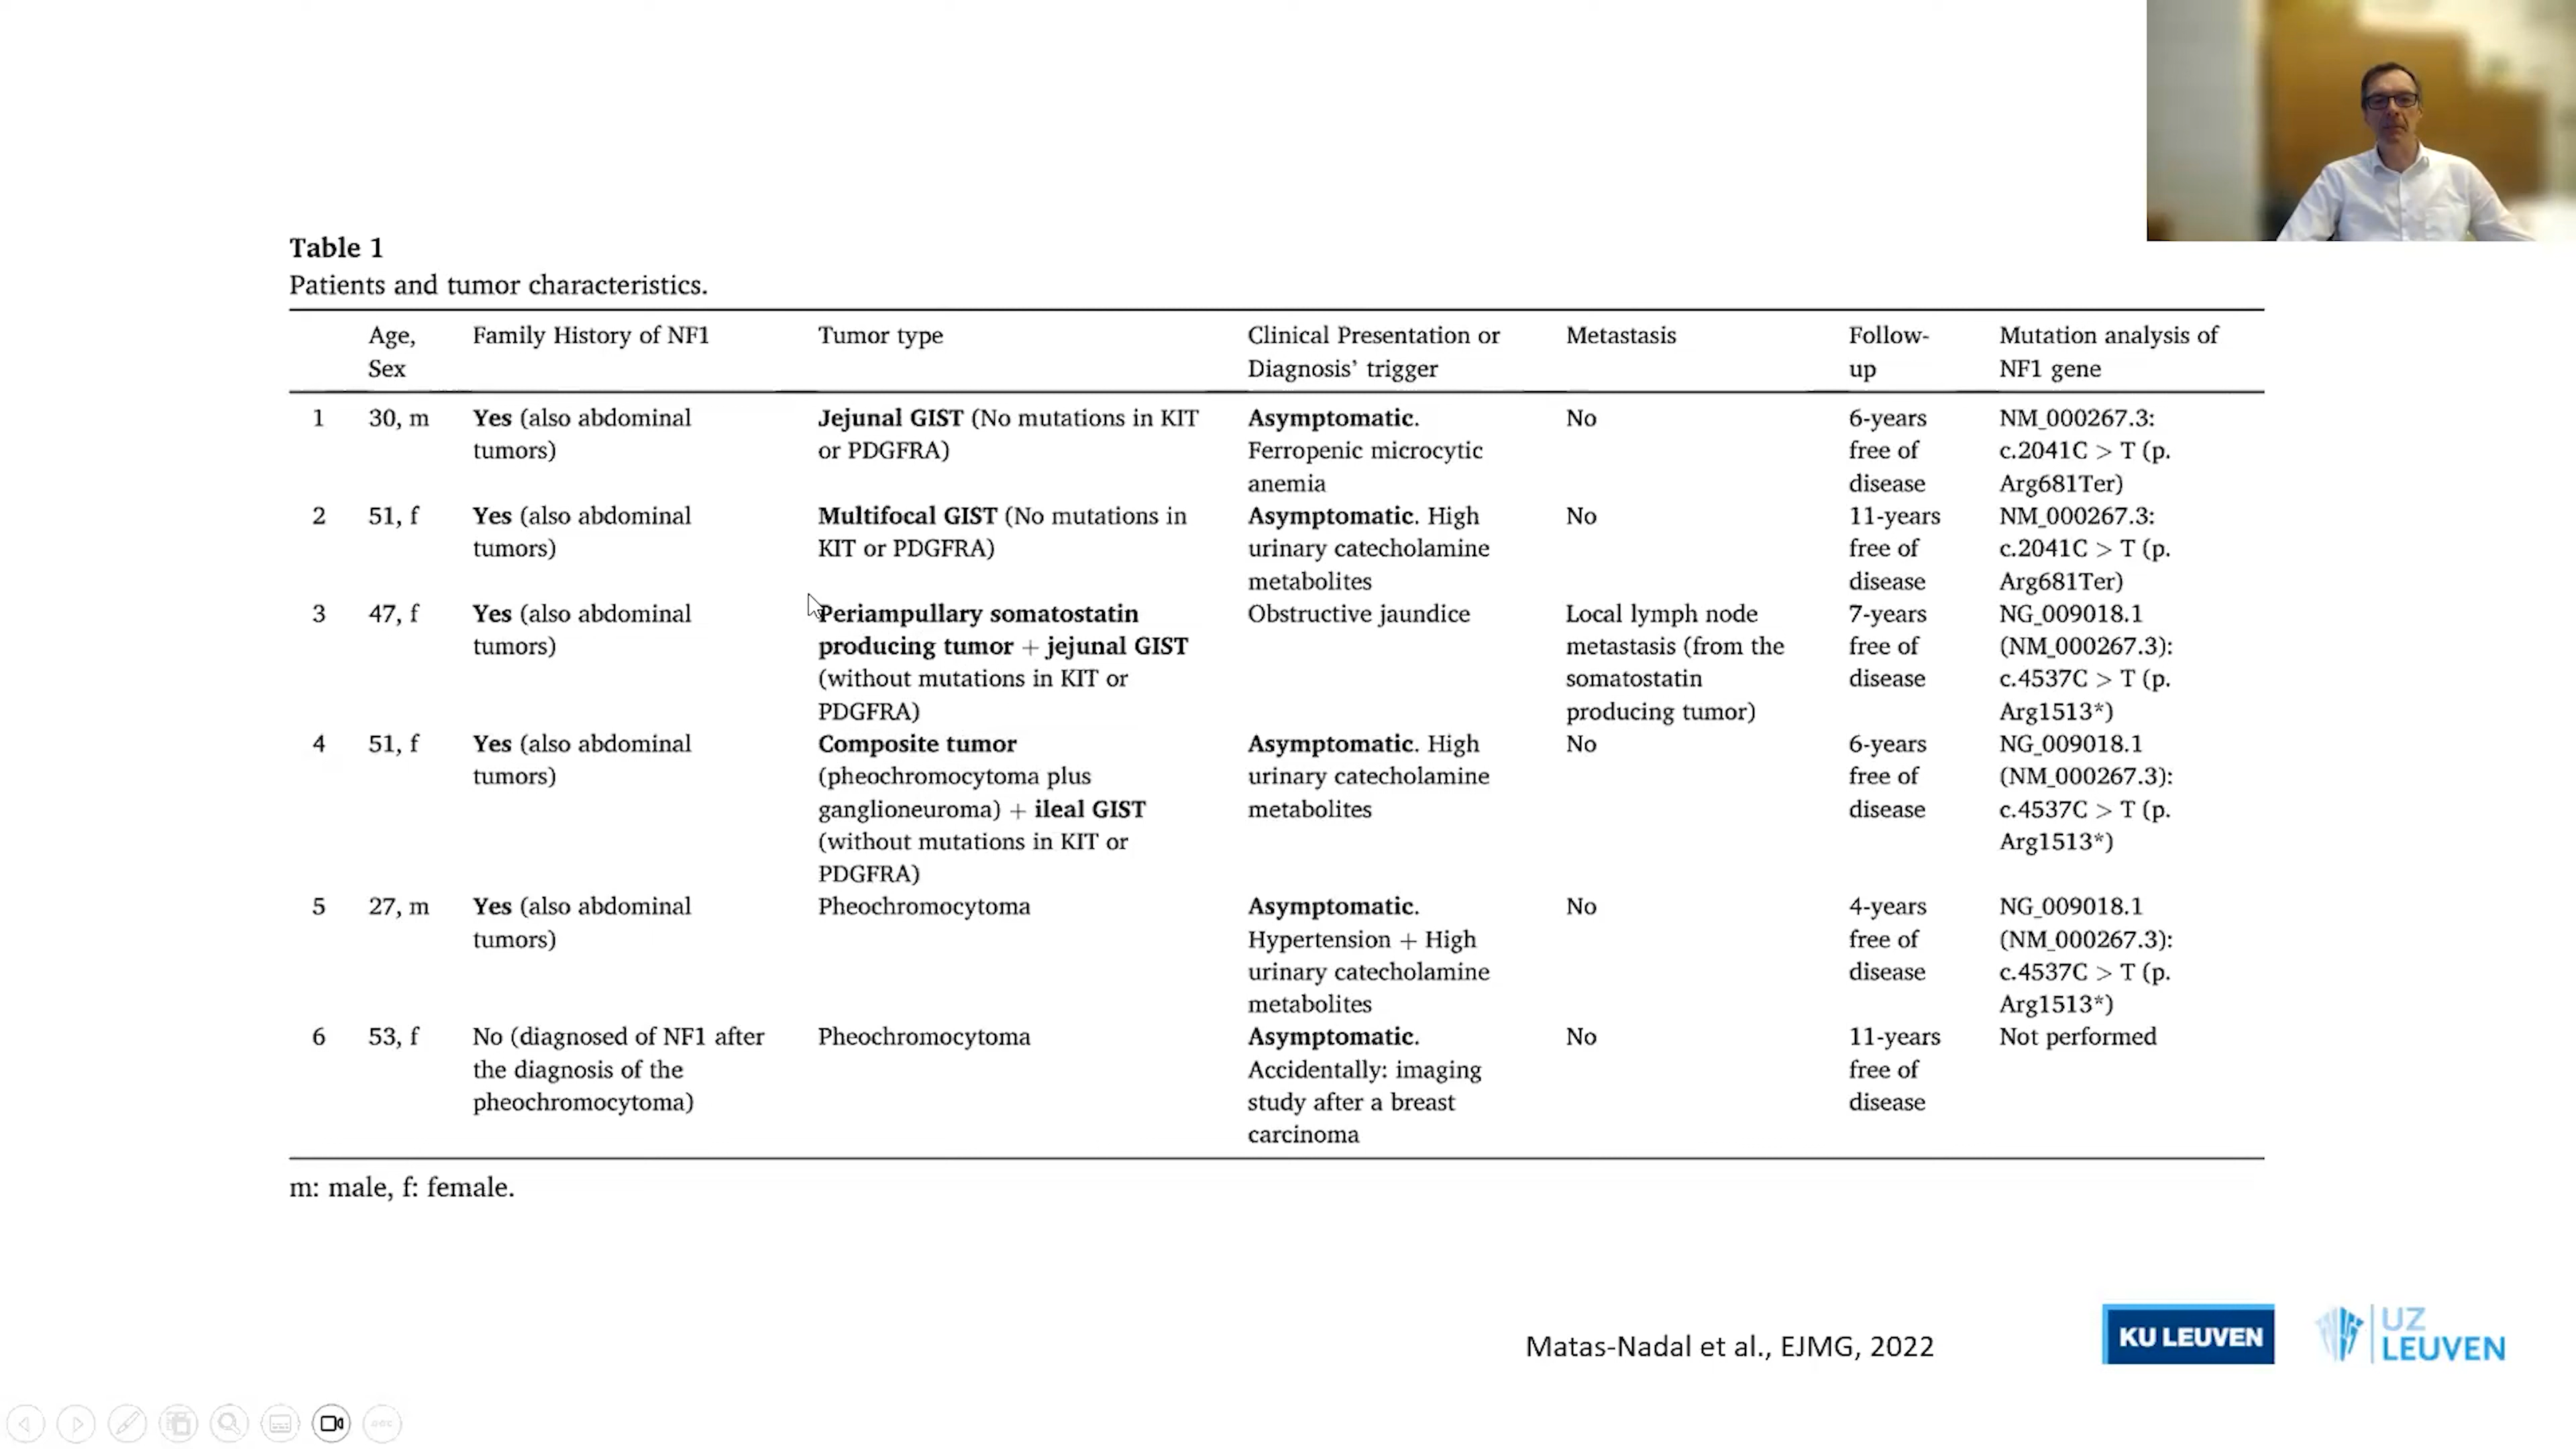 Table 1
Patients and tumor characteristics.
Age, Sex	Family History of NF1	Tumor type	Clinical Presentation or Diagnosis’ trigger	Metastasis	Follow-up	Mutation analysis of NF1 gene
1	30, m	Yes (also abdominal tumors)	Jejunal GIST (No mutations in KIT or PDGFRA)	Asymptomatic. Ferropenic microcytic anemia	No	6-years free of disease	NM_000267.3: c.2041C > T (p. Arg681Ter)
2	51, f	Yes (also abdominal tumors)	Multifocal GIST (No mutations in KIT or PDGFRA)	Asymptomatic. High urinary catecholamine metabolites	No	11-years free of disease	NM_000267.3: c.2041C > T (p. Arg681Ter)
3	47, f	Yes (also abdominal tumors)	Periampullary somatostatin producing tumor + jejunal GIST (without mutations in KIT or PDGFRA)	Obstructive jaundice	Local lymph node metastasis (from the somatostatin producing tumor)	7-years free of disease	NG_009018.1 (NM_000267.3): c.4537C > T (p. Arg1513*)
4	51, f	Yes (also abdominal tumors)	Composite tumor (pheochromocytoma plus ganglioneuroma) + ileal GIST (without mutations in KIT or PDGFRA)	Asymptomatic. High urinary catecholamine metabolites	No	6-years free of disease	NG_009018.1 (NM_000267.3): c.4537C > T (p. Arg1513*)
5	27, m	Yes (also abdominal tumors)	Pheochromocytoma	Asymptomatic. Hypertension + High urinary catecholamine metabolites	No	4-years free of disease	NG_009018.1 (NM_000267.3): c.4537C > T (p. Arg1513*)
6	53, f	No (diagnosed of NF1 after the diagnosis of the pheochromocytoma)	Pheochromocytoma	Asymptomatic. Accidentally: imaging study after a breast carcinoma	No	11-years free of disease	Not performed
m: male, f: female.
Matas-Nadal et al., EJMG, 2022
KU LEUVEN
UZ
LEUVEN